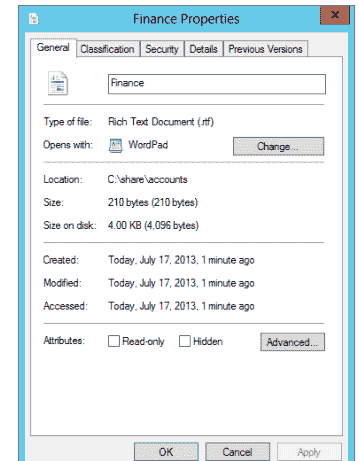 Finance Properties
x
General Classification Security Details Previous Versions
Finance
Type of file: Rich Text Document (.rtf)
Opens with: WordPad Change...
Location: C:\share\accounts
Size: 210 bytes (210 bytes)
Size on disk: 4.00 KB (4,096 bytes)
Created: Today, July 17, 2013, 1 minute ago
Modified: Today, July 17, 2013, 1 minute ago
Accessed: Today, July 17, 2013, 1 minute ago
Attributes: Read-only Hidden Advanced...
OK Cancel Apply